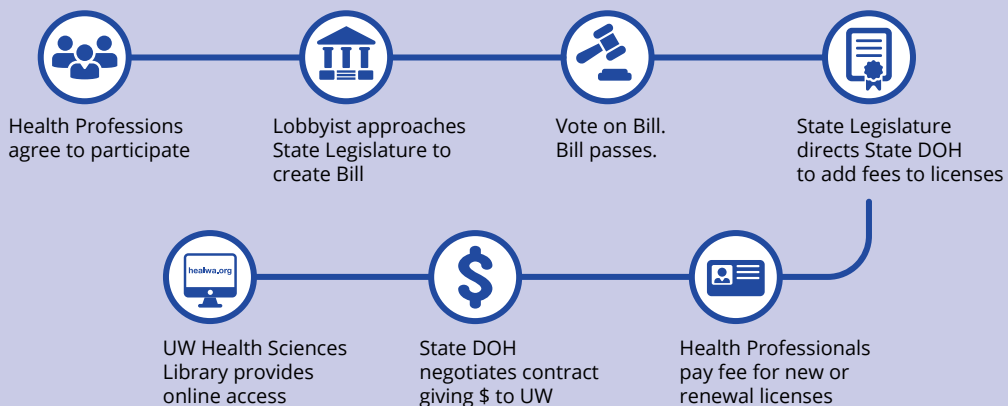 Health Professions
agree to participate
Lobbyist approaches
State Legislature to
create Bill
Vote on Bill.
Bill passes.
State Legislature
directs State DOH
to add fees to licenses
Health Professionals
pay fee for new or
renewal licenses
$
State DOH
negotiates contract
giving $ to UW
healwa.org
UW Health Sciences
Library provides
online access